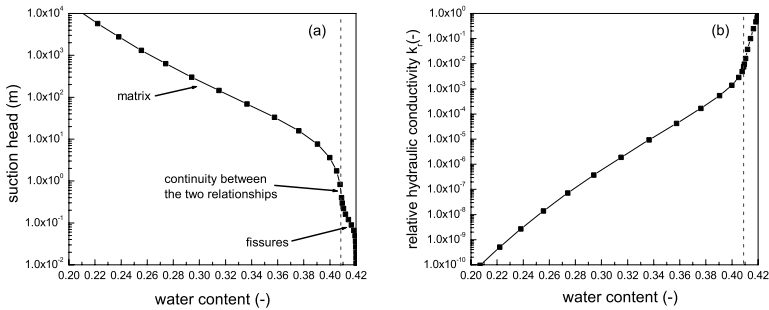 (a)
1.0x10^4
1.0x10^3
1.0x10^2
1.0x10^1
1.0x10^0
1.0x10^-1
1.0x10^-2
suction head (m)
matrix
continuity between
the two relationships
fissures
0.20 0.22 0.24 0.26 0.28 0.30 0.32 0.34 0.36 0.38 0.40 0.42
water content (-)
(b)
1.0x10^0
1.0x10^-1
1.0x10^-2
1.0x10^-3
1.0x10^-4
1.0x10^-5
1.0x10^-6
1.0x10^-7
1.0x10^-8
1.0x10^-9
1.0x10^-10
relative hydraulic conductivity k_r(-)
0.20 0.22 0.24 0.26 0.28 0.30 0.32 0.34 0.36 0.38 0.40 0.42
water content (-)